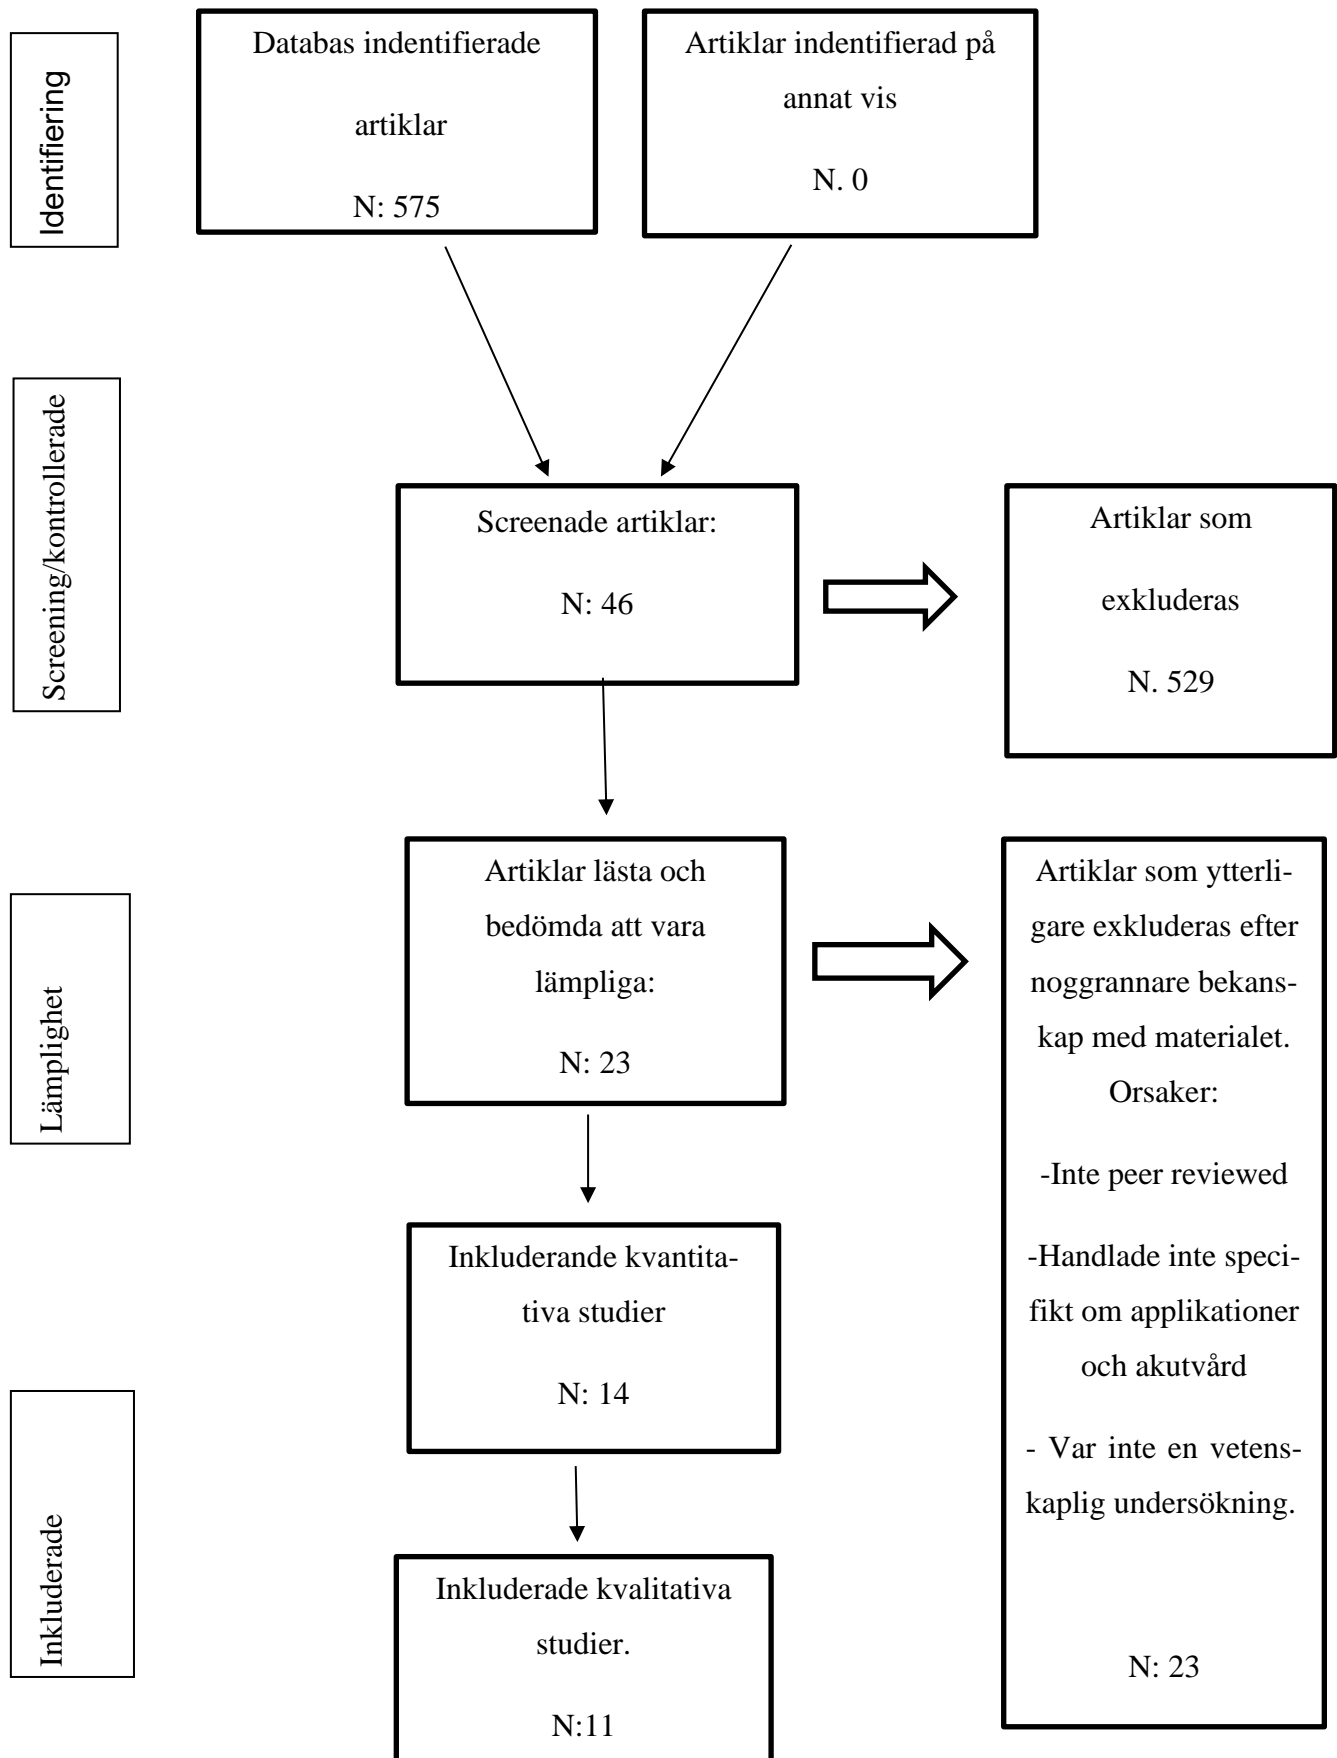 Identifiering
Databas indentifierade
artiklar
N: 575
Artiklar indentifierad på
annat vis
N. 0
Screening/kontrollerade
Screenade artiklar:
N: 46
Artiklar som
exkluderas
N. 529
Lämplighet
Artiklar lästa och
bedömda att vara
lämpliga:
N: 23
Artiklar som ytterli-
gare exkluderas efter
noggrannare bekans-
kap med materialet.
Orsaker:
-Inte peer reviewed
-Handlade inte speci-
fikt om applikationer
och akutvård
- Var inte en vetens-
kaplig undersökning.
N: 23
Inkluderande kvantita-
tiva studier
N: 14
Inkluderade
Inkluderade kvalitativa
studier.
N:11